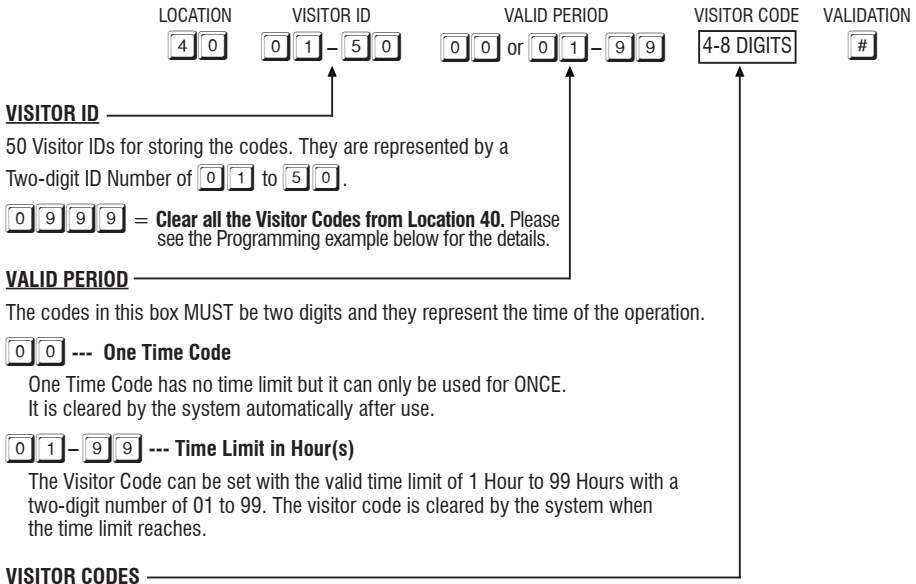 LOCATION VISITOR ID VALID PERIOD VISITOR CODE VALIDATION
4 0 0 1 – 5 0 0 0 or 0 1 – 9 9 4-8 DIGITS #
VISITOR ID
50 Visitor IDs for storing the codes. They are represented by a
Two-digit ID Number of 0 1 to 5 0.
0 9 9 9 = Clear all the Visitor Codes from Location 40. Please
see the Programming example below for the details.
VALID PERIOD
The codes in this box MUST be two digits and they represent the time of the operation.
0 0 --- One Time Code
One Time Code has no time limit but it can only be used for ONCE.
It is cleared by the system automatically after use.
0 1 – 9 9 --- Time Limit in Hour(s)
The Visitor Code can be set with the valid time limit of 1 Hour to 99 Hours with a
two-digit number of 01 to 99. The visitor code is cleared by the system when
the time limit reaches.
VISITOR CODES